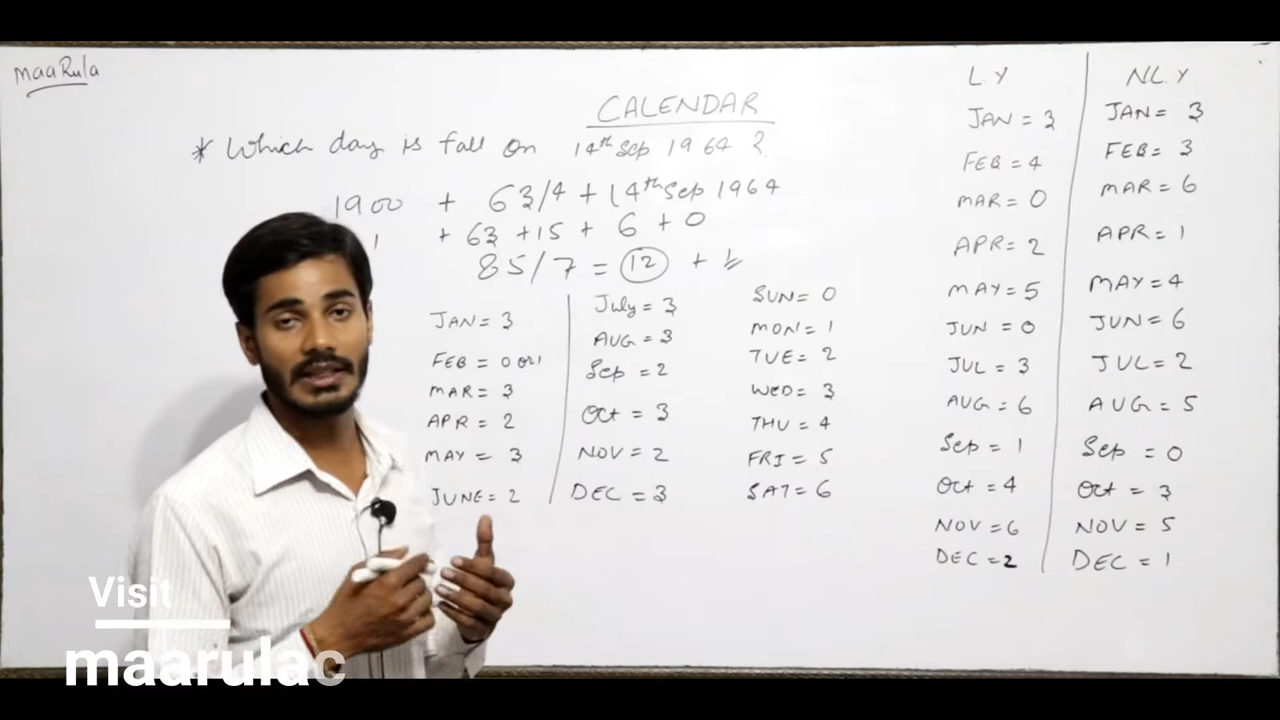 maaRula
CALENDAR
* Which day is fall on 14th Sep 1964 ?
1900 + 63/4 + 14th Sep 1964
1 + 63 + 15 + 6 + 0
85/7 = 12 + 1
JAN = 3
FEB = 0 or 1
MAR = 3
APR = 2
MAY = 3
JUNE = 2
July = 3
AUG = 3
Sep = 2
Oct = 3
NOV = 2
DEC = 3
SUN = 0
MON = 1
TUE = 2
WED = 3
THU = 4
FRI = 5
SAT = 6
L.Y
JAN = 3
FEB = 4
MAR = 0
APR = 2
MAY = 5
JUN = 0
JUL = 3
AUG = 6
Sep = 1
Oct = 4
NOV = 6
DEC = 2
NL.Y
JAN = 3
FEB = 3
MAR = 6
APR = 1
MAY = 4
JUN = 6
JUL = 2
AUG = 5
Sep = 0
Oct = 3
NOV = 5
DEC = 1
Visit
maarulac